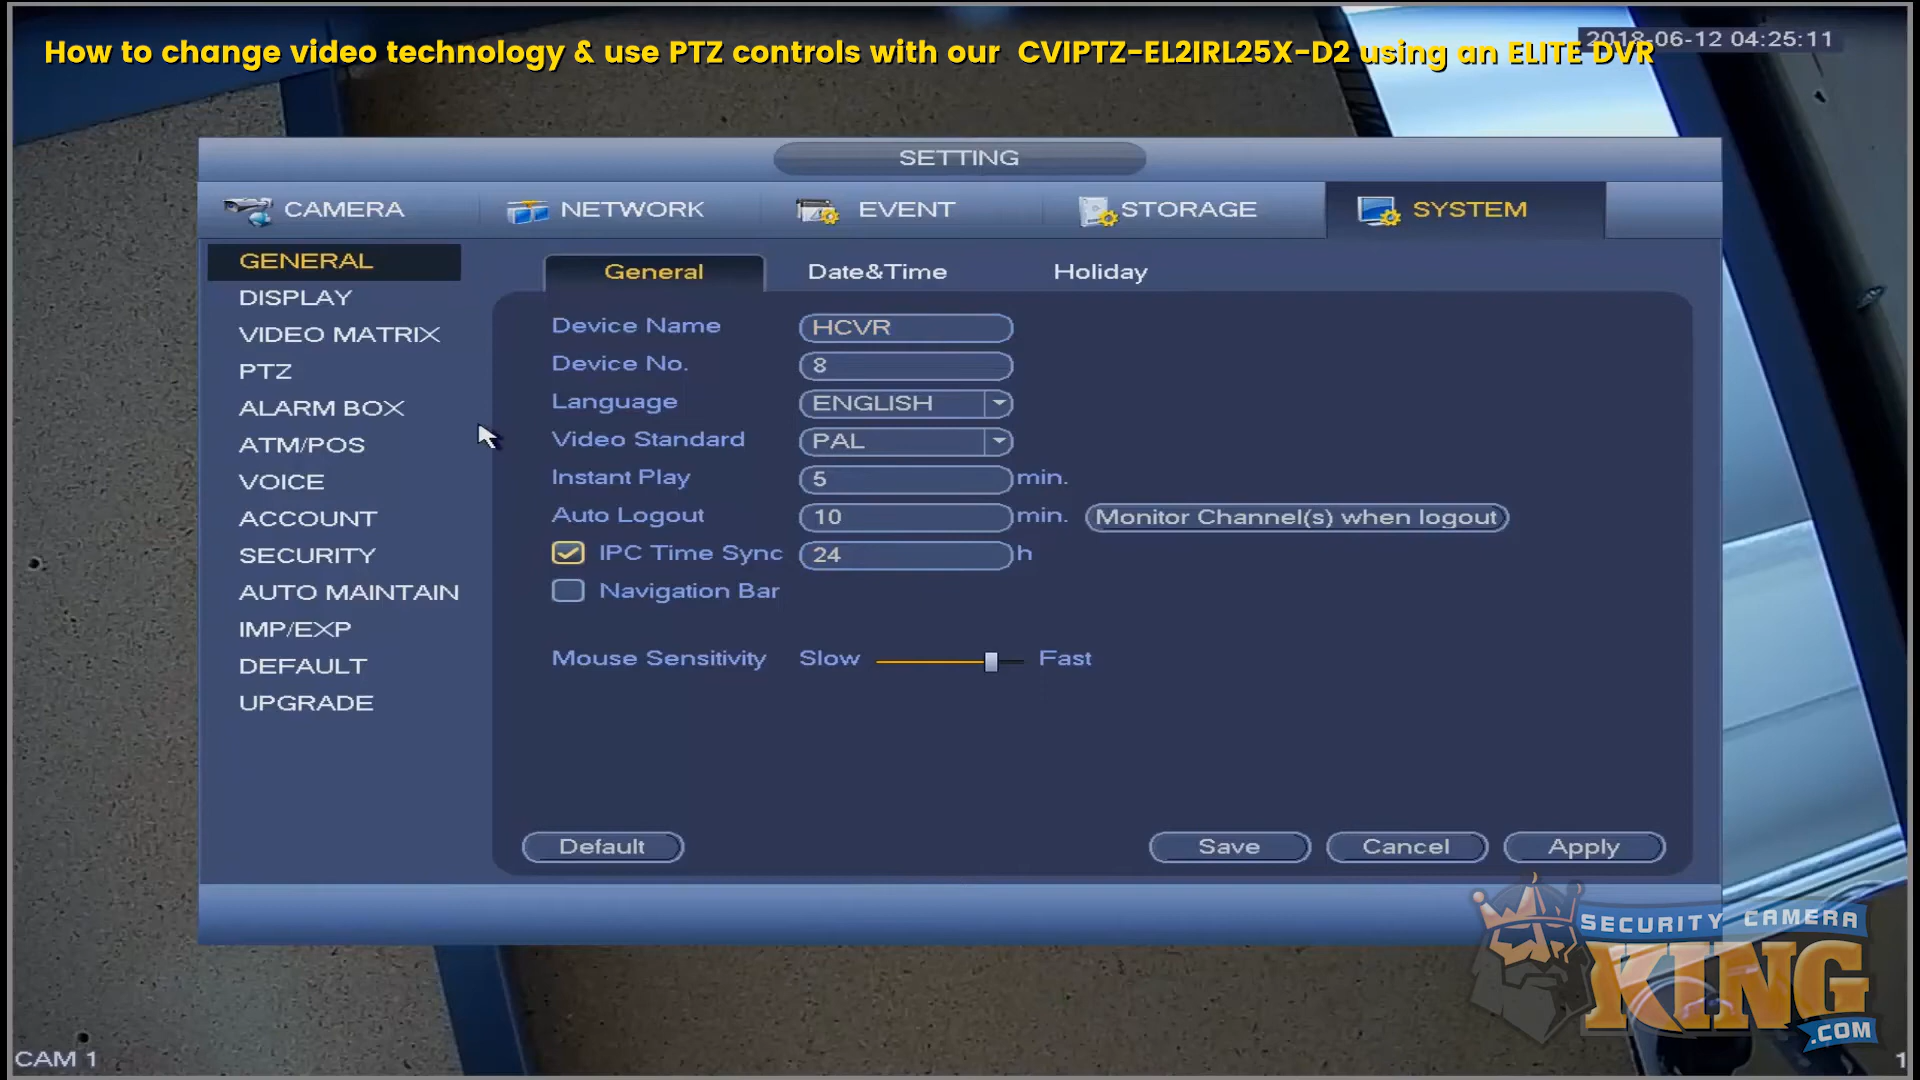 How to change video technology & use PTZ controls with our CVIPTZ-EL2IRL25X-D2 using an ELITE DVR
2018-06-12 04:25:11
SETTING
CAMERA NETWORK EVENT STORAGE SYSTEM
GENERAL
DISPLAY
VIDEO MATRIX
PTZ
ALARM BOX
ATM/POS
VOICE
ACCOUNT
SECURITY
AUTO MAINTAIN
IMP/EXP
DEFAULT
UPGRADE
General Date&Time Holiday
Device Name HCVR
Device No. 8
Language ENGLISH
Video Standard PAL
Instant Play 5 min.
Auto Logout 10 min. Monitor Channel(s) when logout
IPC Time Sync 24 h
Navigation Bar
Mouse Sensitivity Slow Fast
Default Save Cancel Apply
SECURITY CAMERA
KING
.COM
CAM 1
1